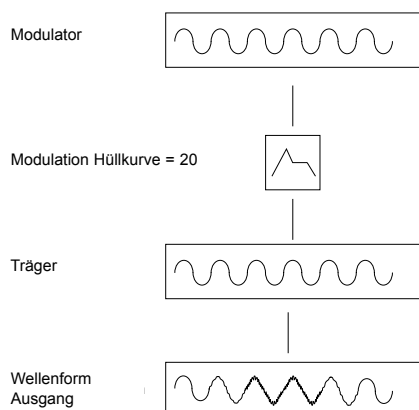 Modulator
Modulation Hüllkurve = 20
Träger
Wellenform
Ausgang